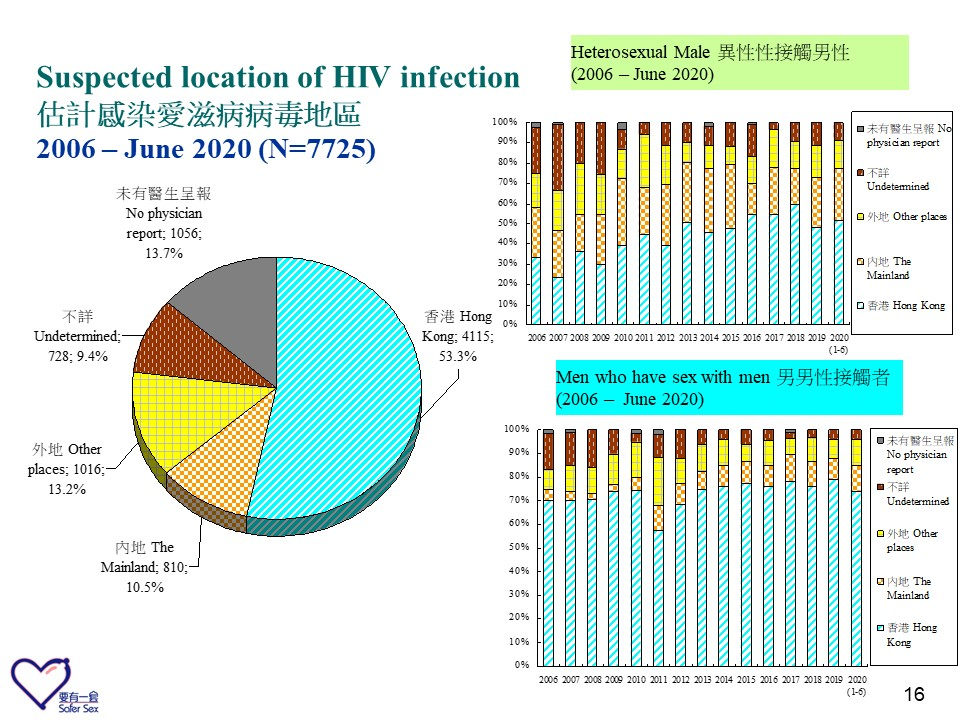 Suspected location of HIV infection
估計感染愛滋病病毒地區
2006 – June 2020 (N=7725)
未有醫生呈報
No physician
report; 1056;
13.7%
不詳
Undetermined;
728; 9.4%
外地 Other
places; 1016;
13.2%
內地 The
Mainland; 810;
10.5%
香港 Hong
Kong; 4115;
53.3%
Heterosexual Male 異性性接觸男性
(2006 – June 2020)
100%
90%
80%
70%
60%
50%
40%
30%
20%
10%
0%
2006 2007 2008 2009 2010 2011 2012 2013 2014 2015 2016 2017 2018 2019 2020
(1-6)
未有醫生呈報 No
physician report
不詳
Undetermined
外地 Other places
內地 The
Mainland
香港 Hong Kong
Men who have sex with men 男男性接觸者
(2006 – June 2020)
100%
90%
80%
70%
60%
50%
40%
30%
20%
10%
0%
2006 2007 2008 2009 2010 2011 2012 2013 2014 2015 2016 2017 2018 2019 2020
(1-6)
未有醫生呈報
No physician
report
不詳
Undetermined
外地 Other
places
內地 The
Mainland
香港 Hong
Kong
要有一套
Safer Sex
16